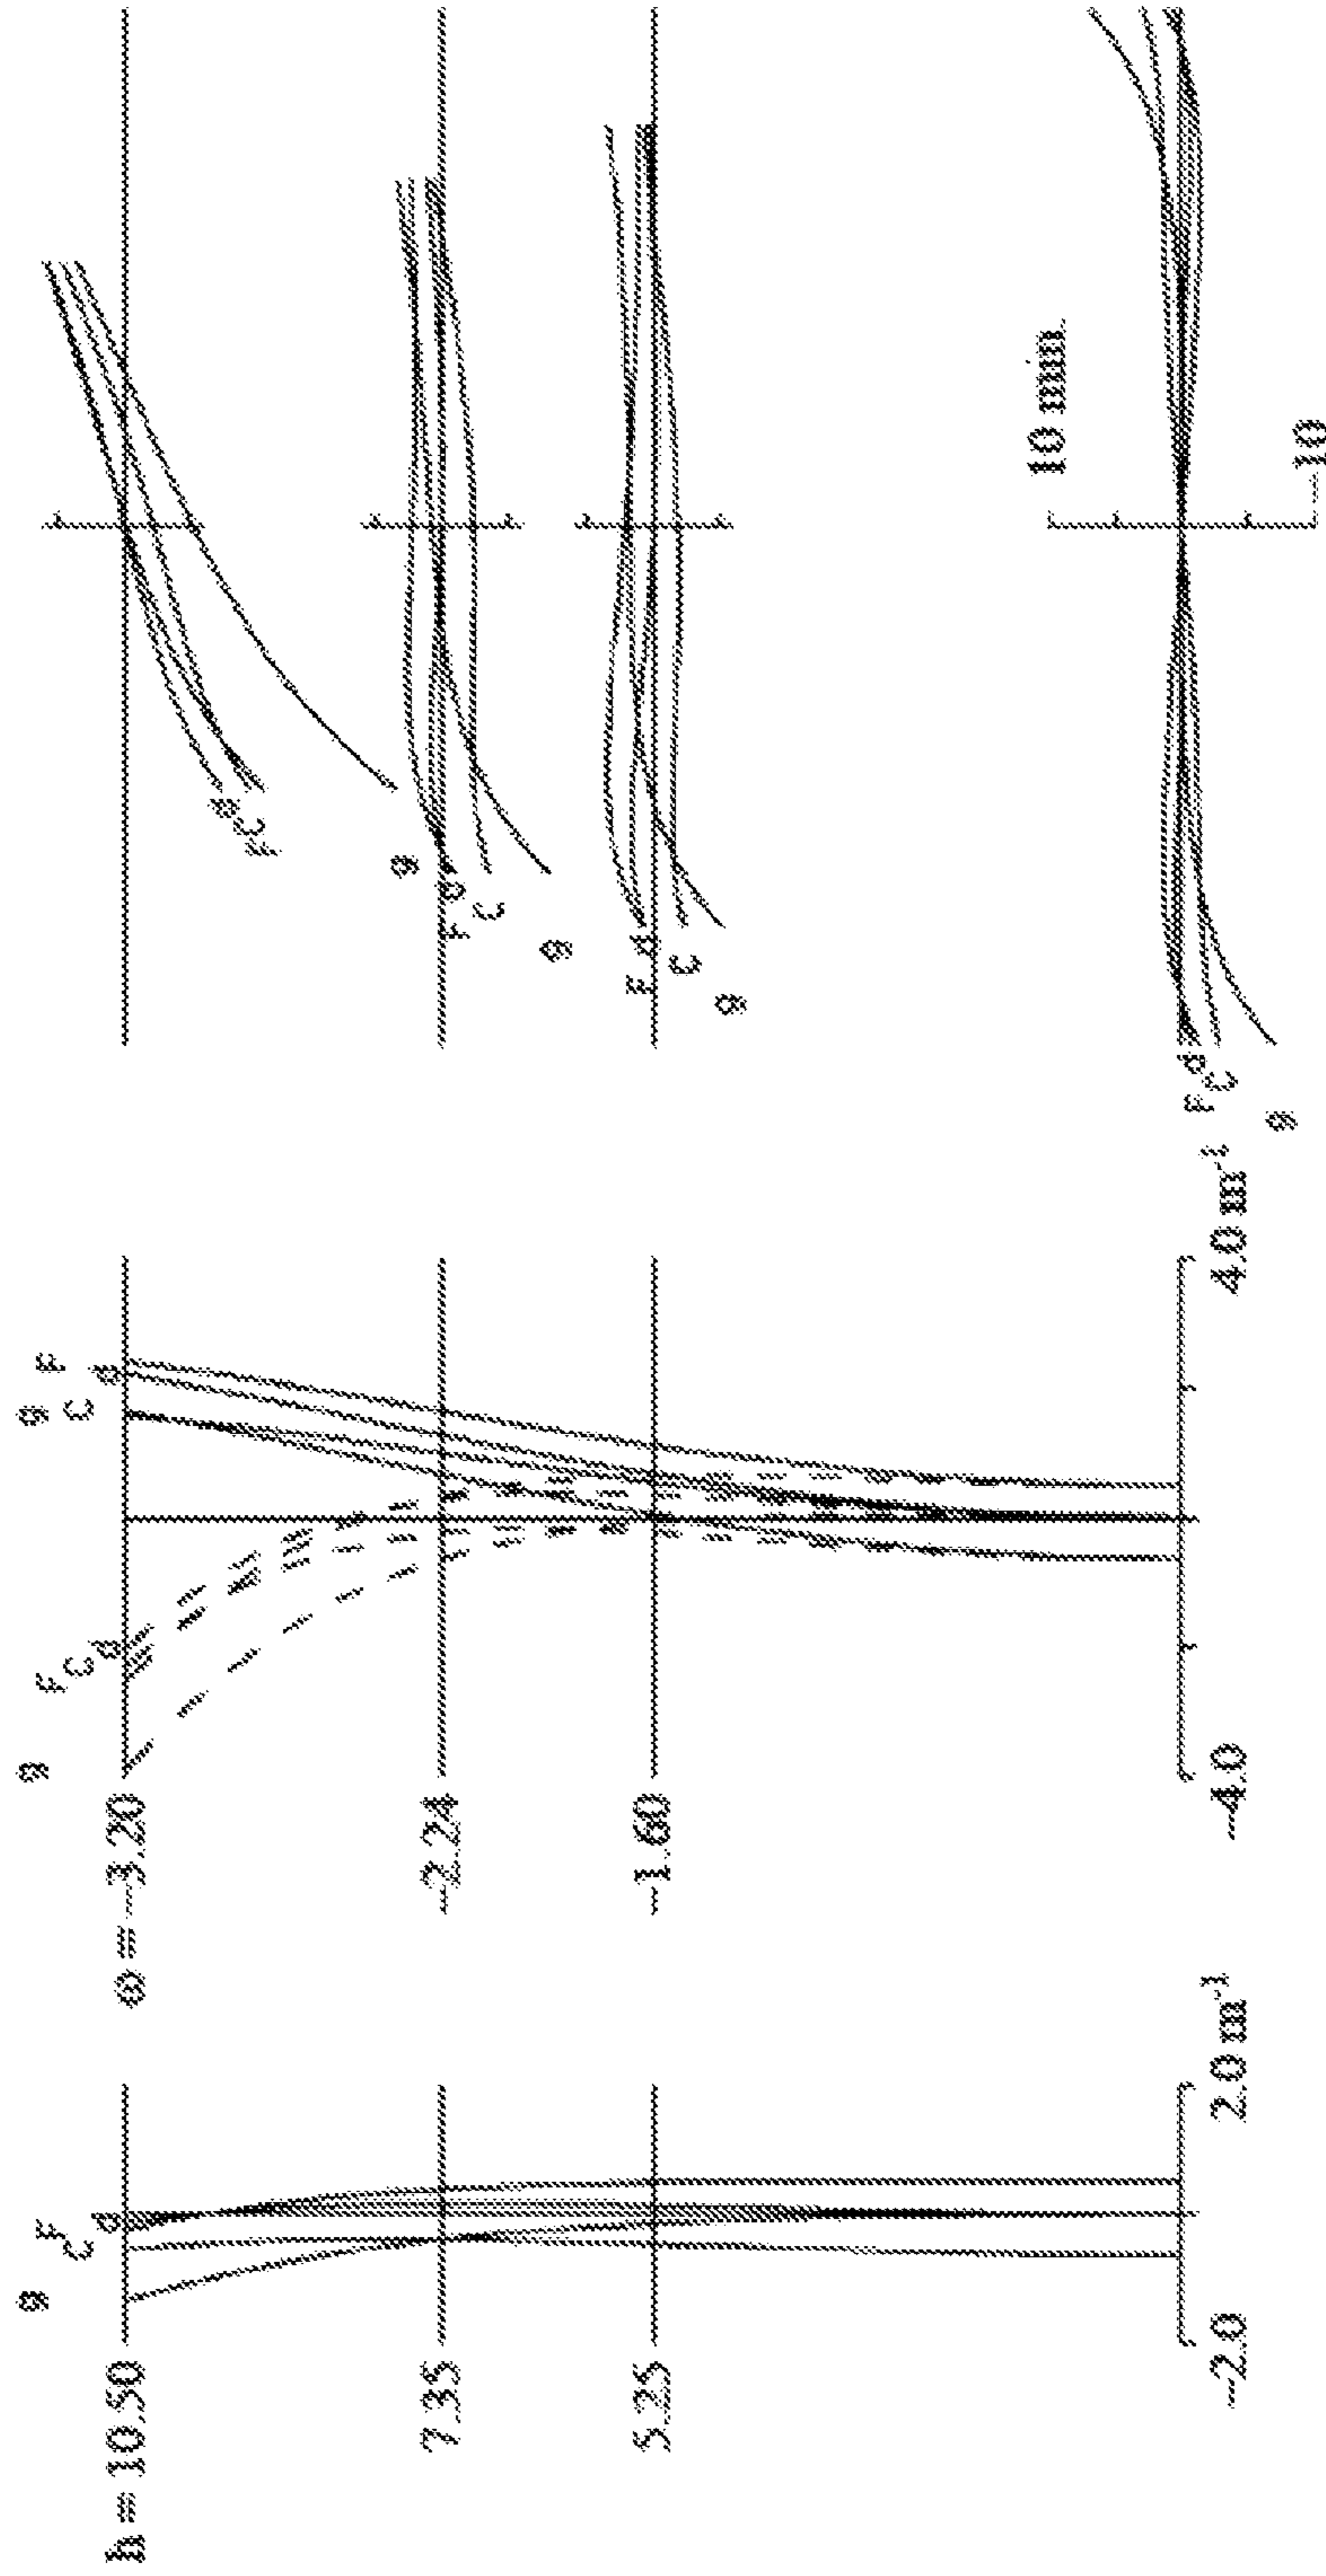 g C F
d
h = 10.50
7.35
5.25
-2.0
2.0 m-1
g F C d
g C d F
ω = -3.20
-2.24
-1.60
-4.0
4.0 m-1
d
F C
g
F d
C
g
F d
C
g
10 min.
F d
C
g
-10